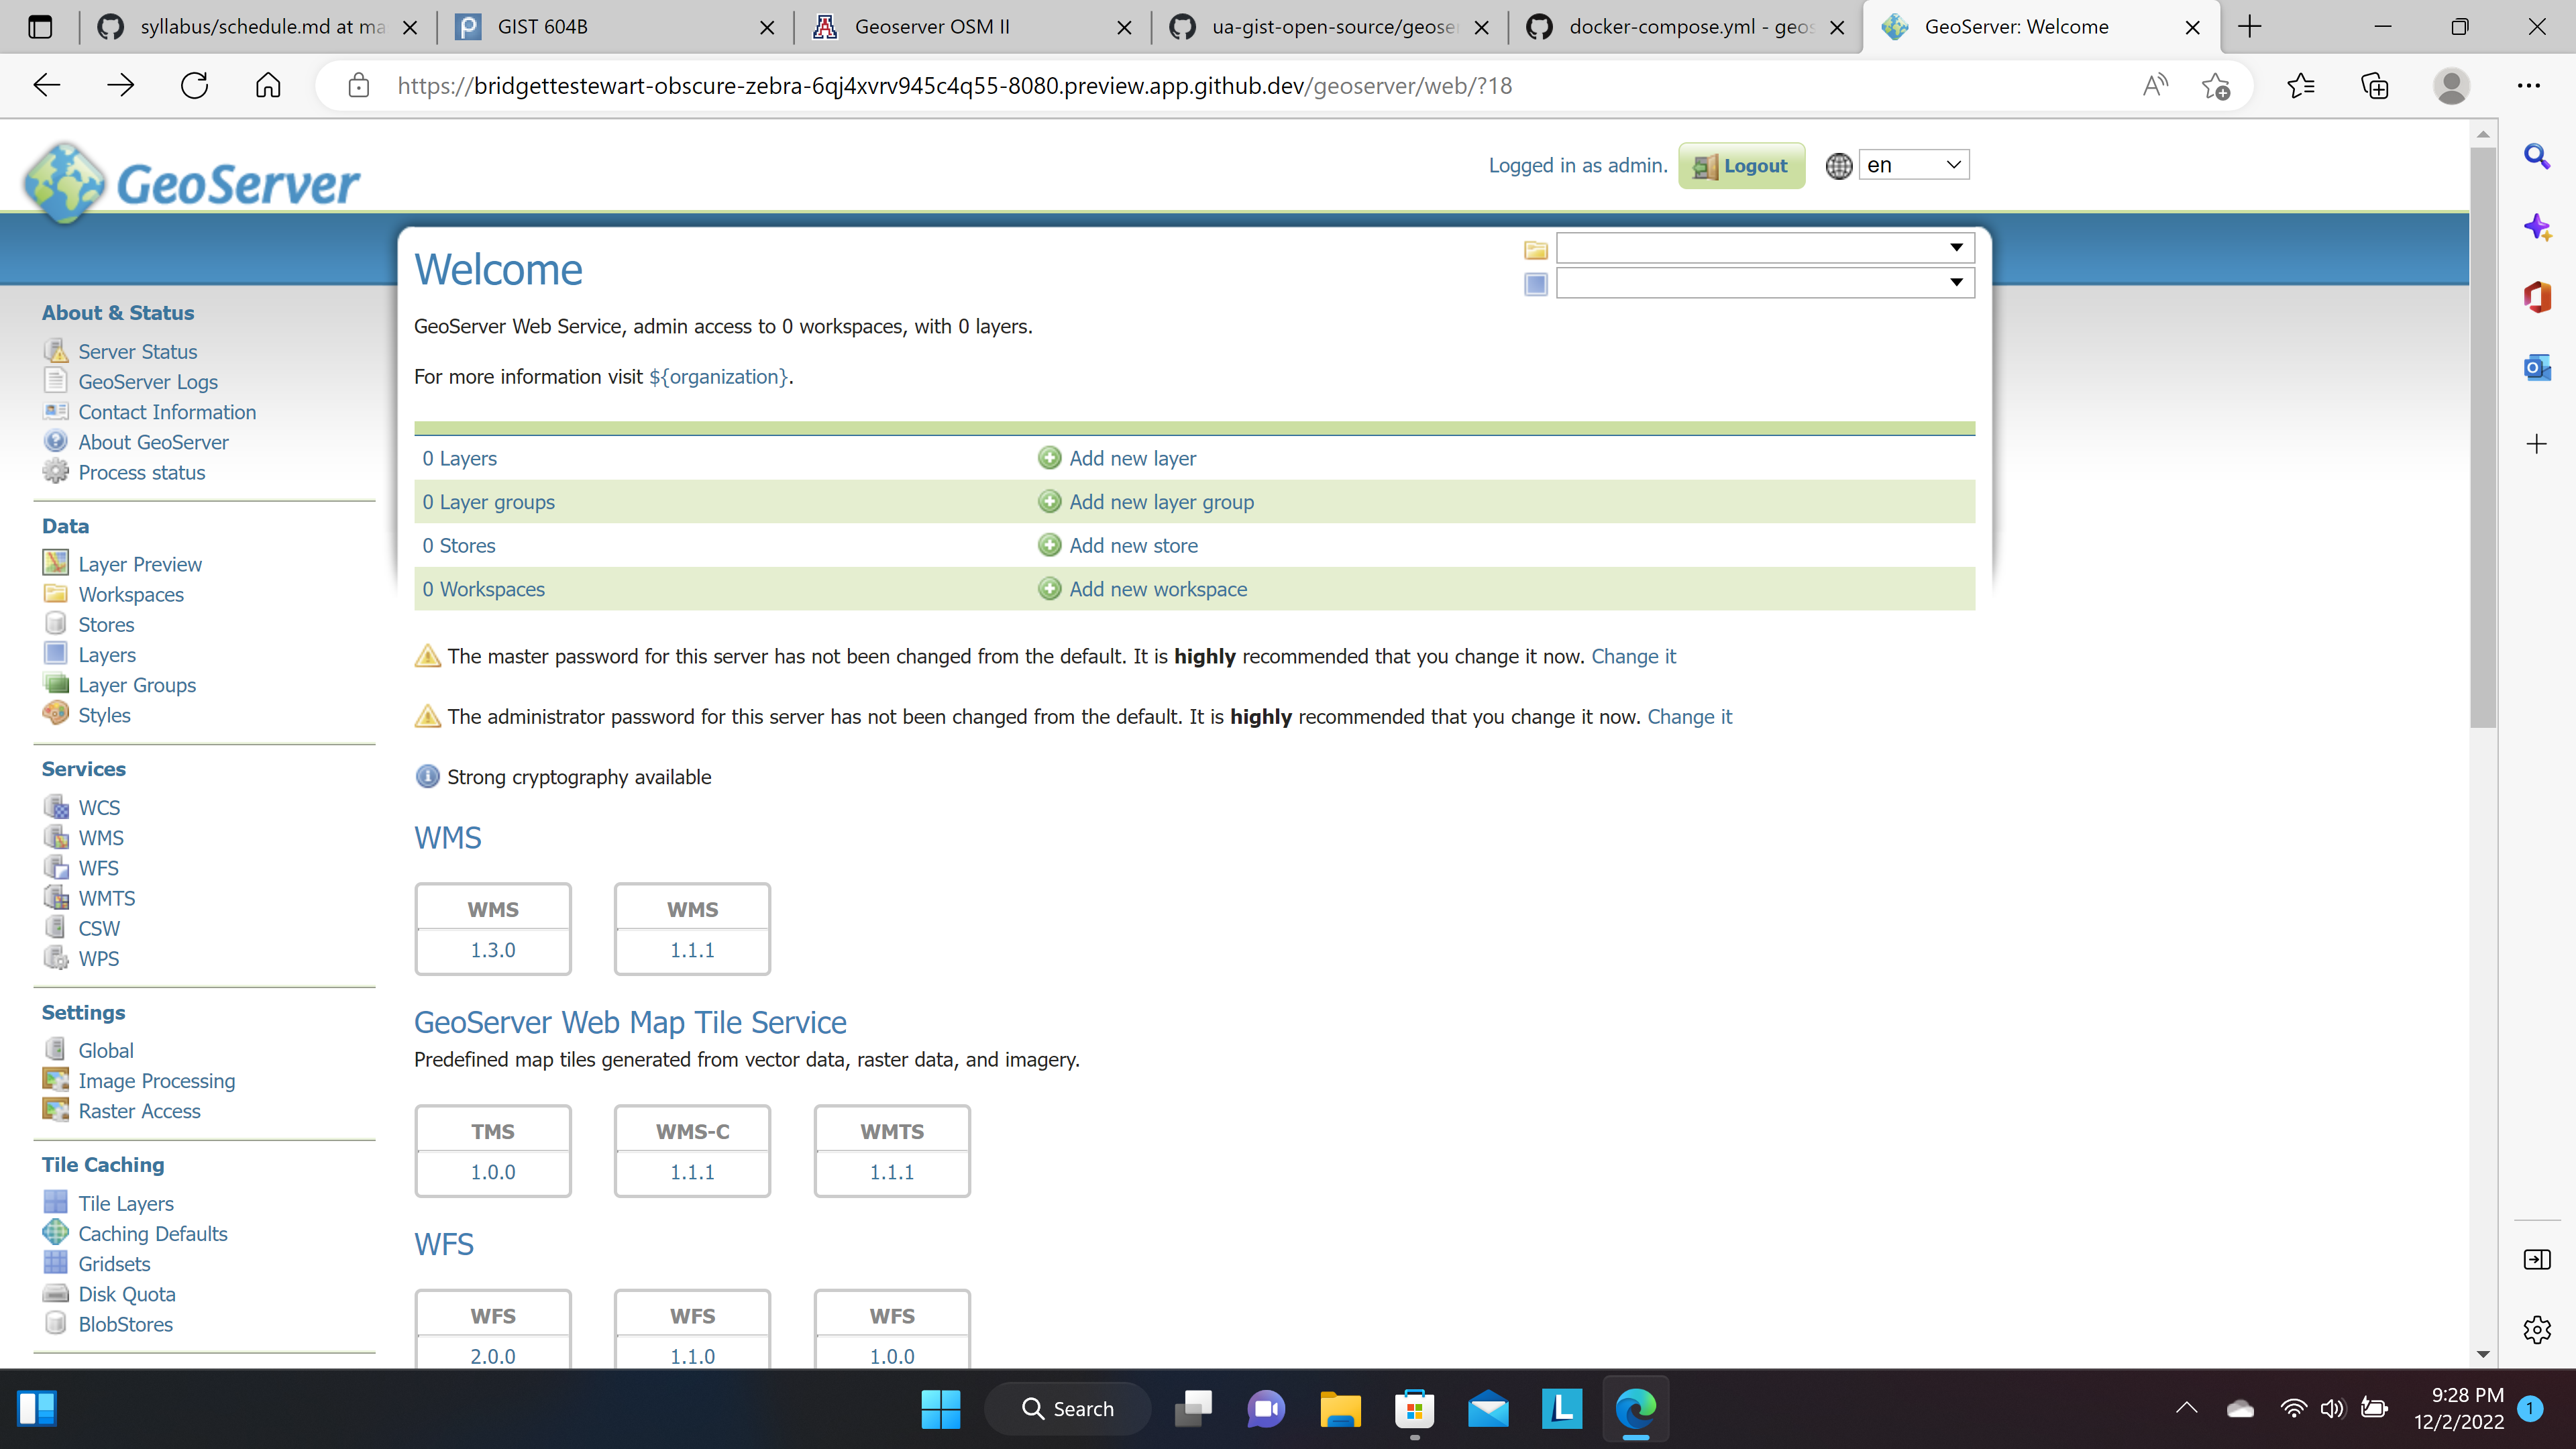 syllabus/schedule.md at ma
GIST 604B
Geoserver OSM II
ua-gist-open-source/geoser
docker-compose.yml - geos
GeoServer: Welcome
https://bridgettestewart-obscure-zebra-6qj4xvrv945c4q55-8080.preview.app.github.dev/geoserver/web/?18
GeoServer
Logged in as admin.
Logout
en
Welcome
GeoServer Web Service, admin access to 0 workspaces, with 0 layers.
For more information visit ${organization}.
0 Layers
Add new layer
0 Layer groups
Add new layer group
0 Stores
Add new store
0 Workspaces
Add new workspace
The master password for this server has not been changed from the default. It is highly recommended that you change it now. Change it
The administrator password for this server has not been changed from the default. It is highly recommended that you change it now. Change it
Strong cryptography available
WMS
WMS
1.3.0
WMS
1.1.1
GeoServer Web Map Tile Service
Predefined map tiles generated from vector data, raster data, and imagery.
TMS
1.0.0
WMS-C
1.1.1
WMTS
1.1.1
WFS
WFS
2.0.0
WFS
1.1.0
WFS
1.0.0
About & Status
Server Status
GeoServer Logs
Contact Information
About GeoServer
Process status
Data
Layer Preview
Workspaces
Stores
Layers
Layer Groups
Styles
Services
WCS
WMS
WFS
WMTS
CSW
WPS
Settings
Global
Image Processing
Raster Access
Tile Caching
Tile Layers
Caching Defaults
Gridsets
Disk Quota
BlobStores
Search
L
9:28 PM
12/2/2022
1